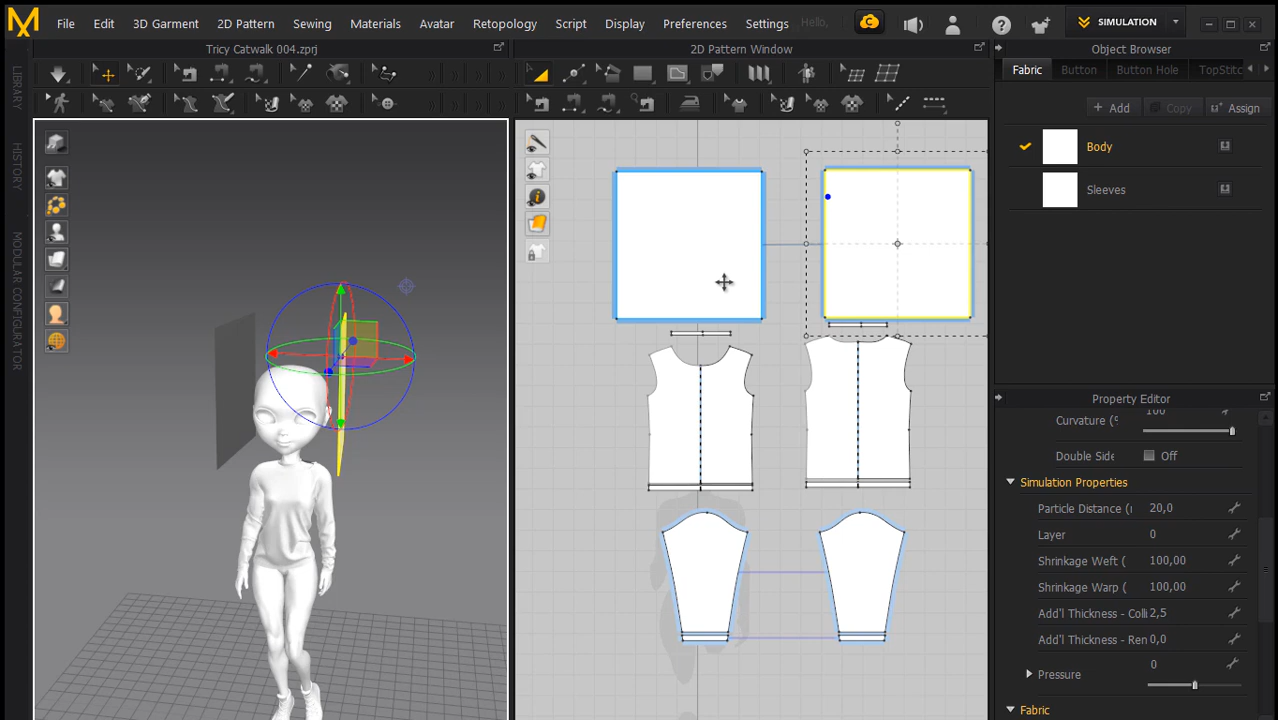 File Edit 3D Garment 2D Pattern Sewing Materials Avatar Retopology Script Display Preferences Settings Hello, SIMULATION
Tricy Catwalk 004.zprj
2D Pattern Window
Object Browser
LIBRARY
HISTORY
MODULAR CONFIGURATOR
Fabric Button Button Hole TopStitc
+ Add Copy Assign
Body
Sleeves
Property Editor
Curvature (° 100
Double Side Off
Simulation Properties
Particle Distance (r 20,0
Layer 0
Shrinkage Weft ( 100,00
Shrinkage Warp ( 100,00
Add'l Thickness - Colli 2,5
Add'l Thickness - Ren 0,0
Pressure 0
Fabric